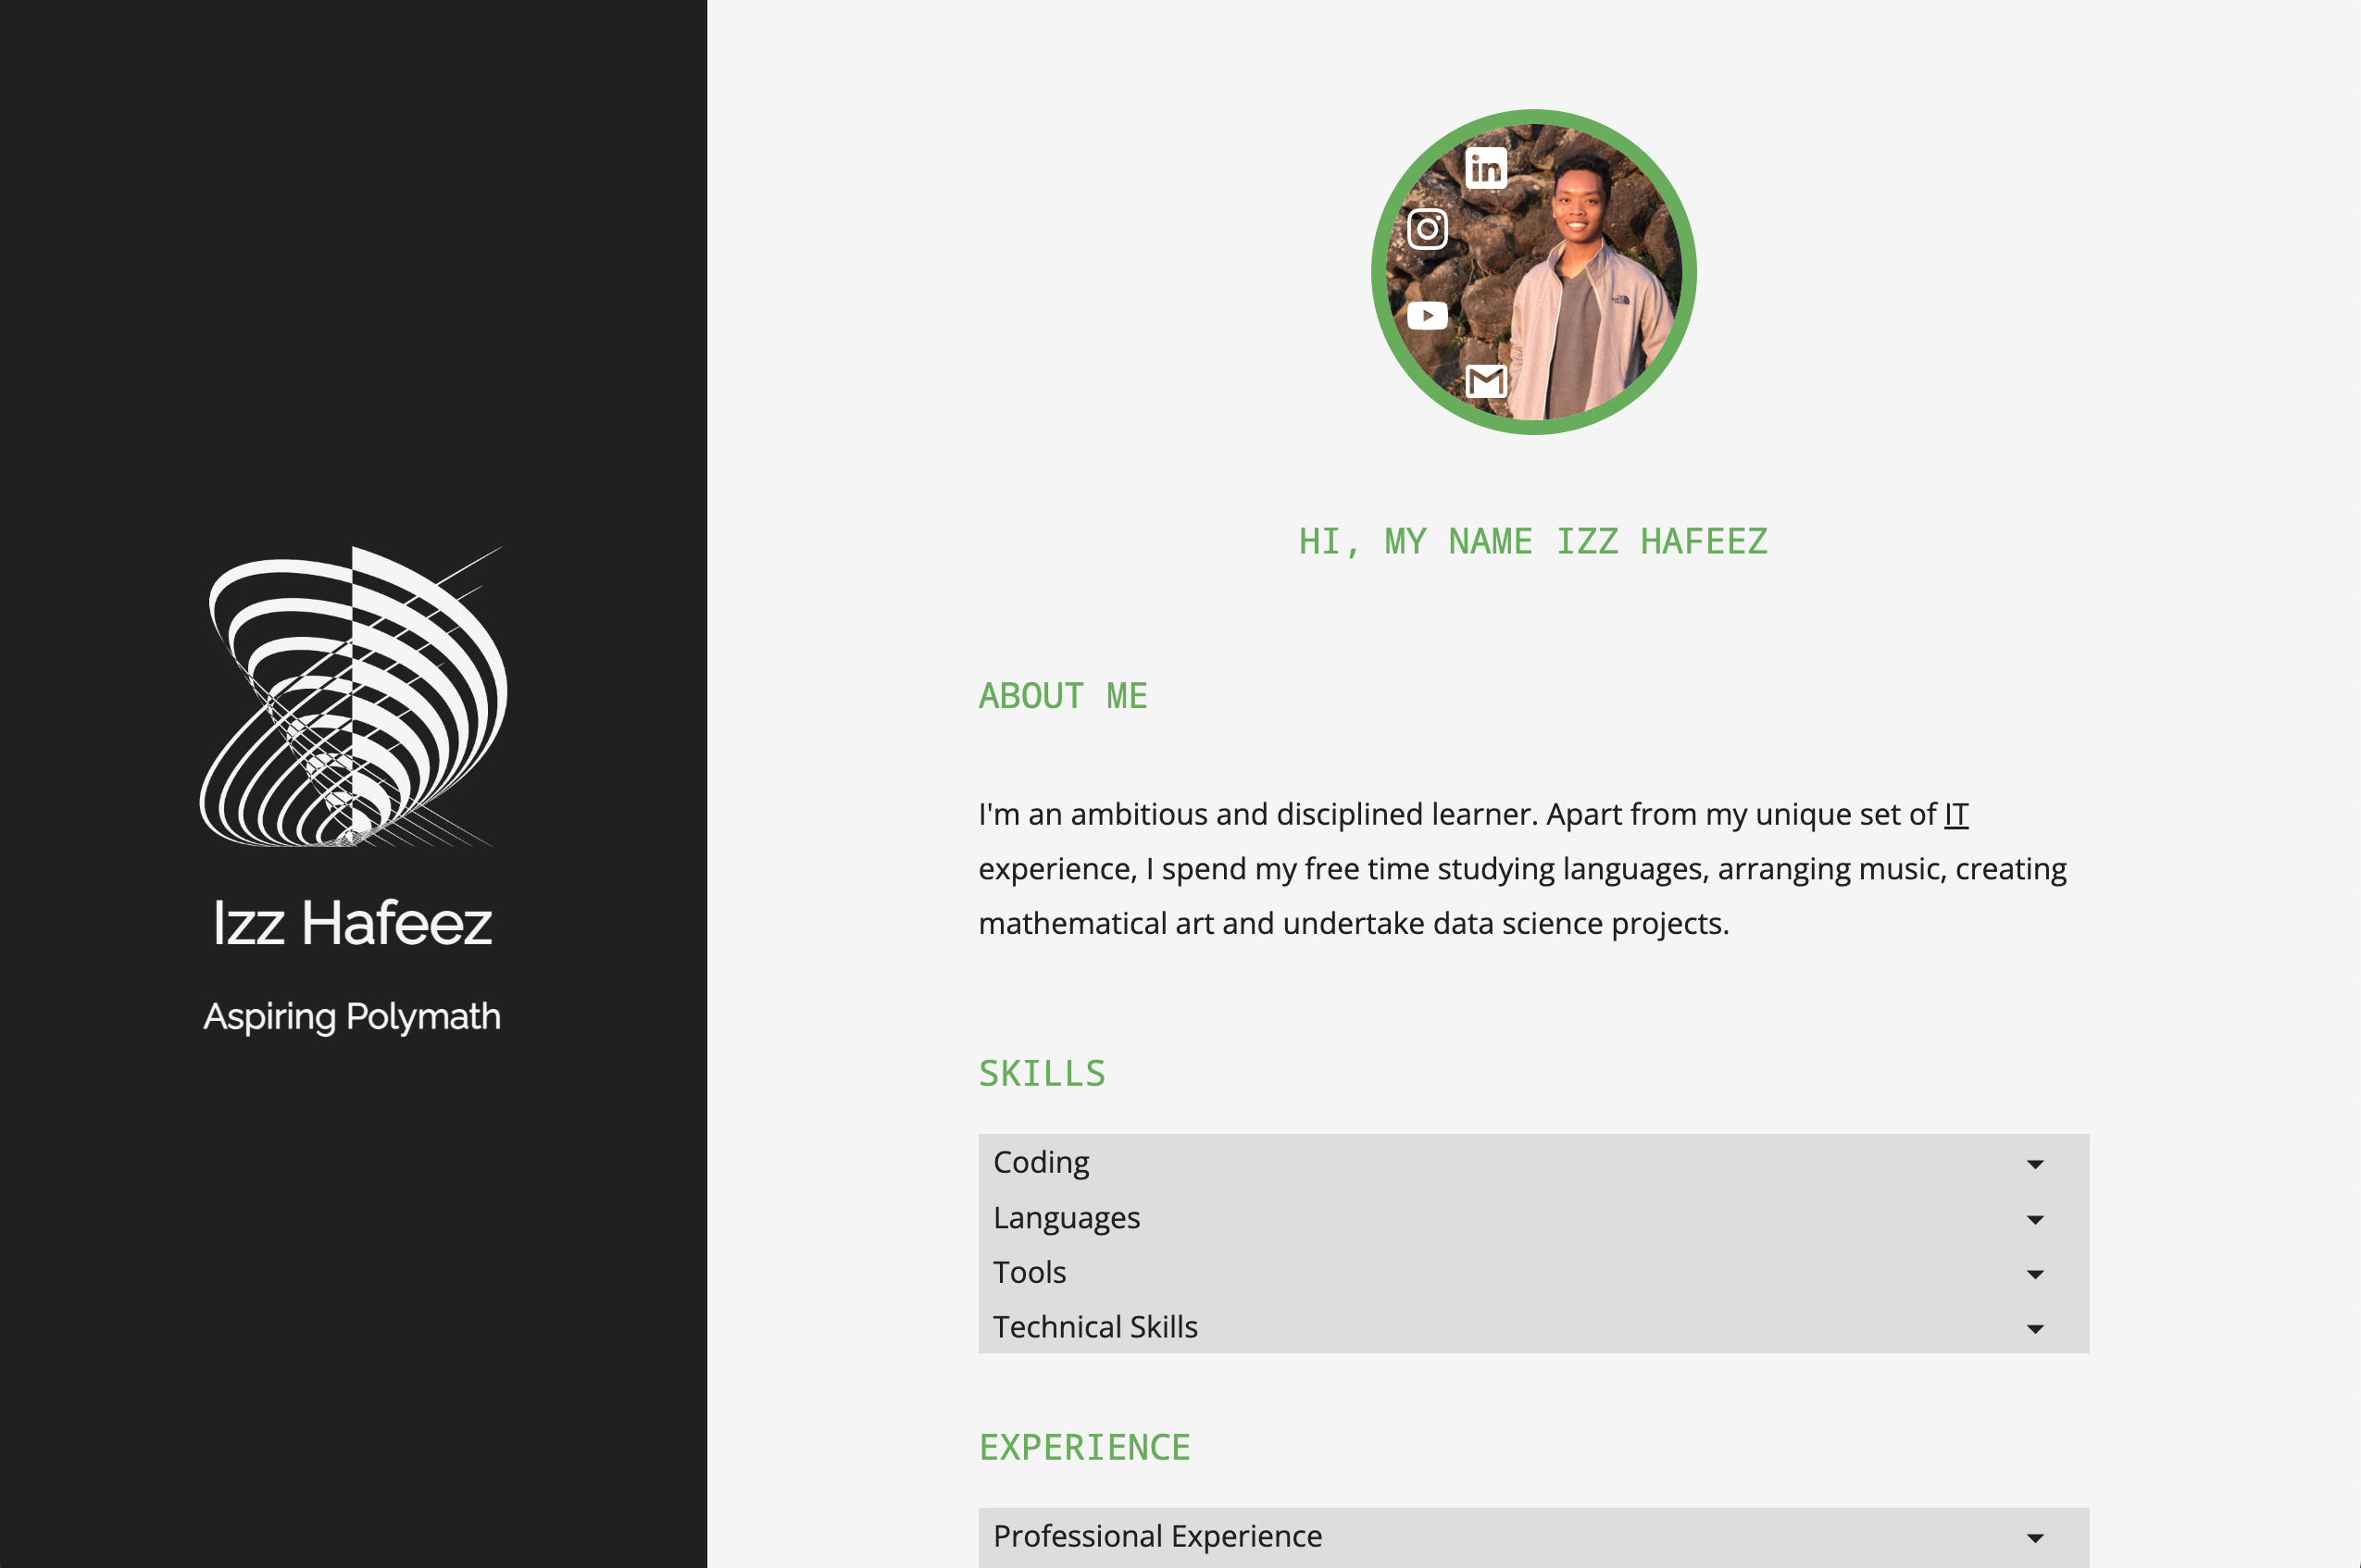 Izz Hafeez
Aspiring Polymath
in
HI, MY NAME IZZ HAFEEZ
ABOUT ME
I'm an ambitious and disciplined learner. Apart from my unique set of IT
experience, I spend my free time studying languages, arranging music, creating
mathematical art and undertake data science projects.
SKILLS
Coding
Languages
Tools
Technical Skills
EXPERIENCE
Professional Experience